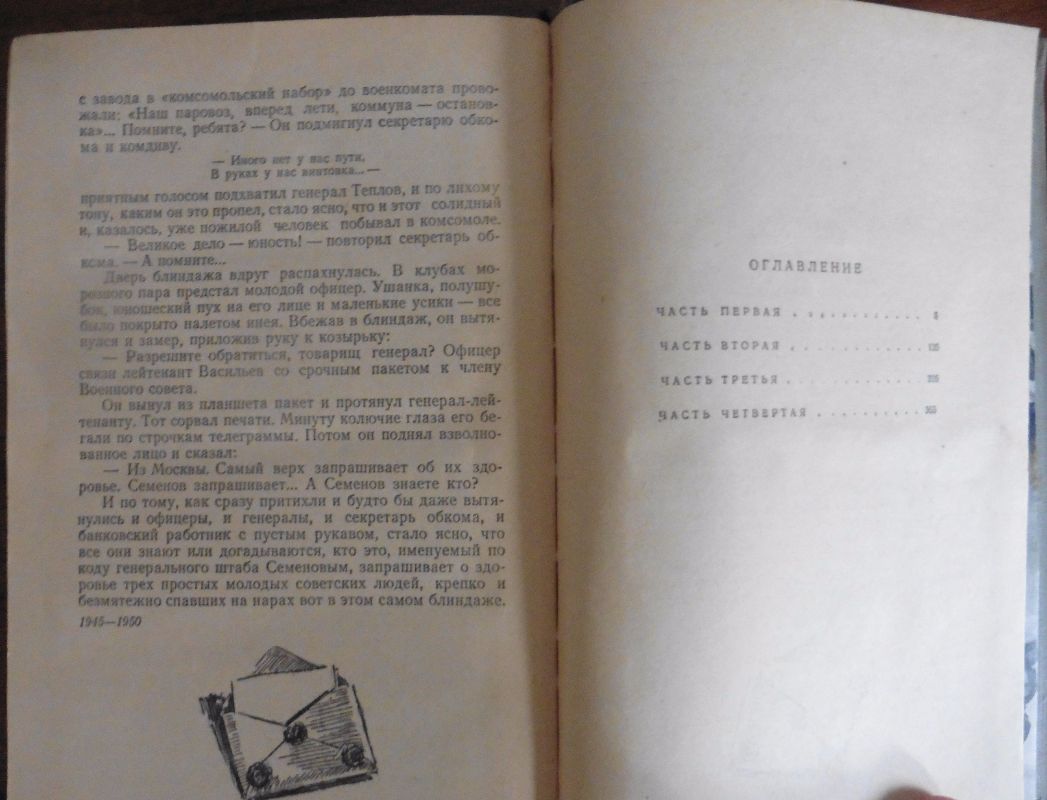 с завода в «комсомольский набор» до военкомата прово-
жали: «Наш паровоз, вперед лети, коммуна — останов-
ка»... Помните, ребята? — Он подмигнул секретарю обко-
ма и комдиву.
— Иного нет у нас пути,
В руках у нас винтовка...—
приятным голосом подхватил генерал Теплов, и по лихому
тону, каким он это пропел, стало ясно, что и этот солидный
и, казалось, уже пожилой человек побывал в комсомоле.
— Великое дело — юность! — повторил секретарь об-
кома. — А помните...
Дверь блиндажа вдруг распахнулась. В клубах мо-
розного пара предстал молодой офицер. Ушанка, полушу-
бок, юношеский пух на его лице и маленькие усики — все
было покрыто налетом инея. Вбежав в блиндаж, он вытя-
нулся и замер, приложив руку к козырьку:
— Разрешите обратиться, товарищ генерал? Офицер
связи лейтенант Васильев со срочным пакетом к члену
Военного совета.
Он вынул из планшета пакет и протянул генерал-лей-
тенанту. Тот сорвал печати. Минуту колючие глаза его бе-
гали по строчкам телеграммы. Потом он поднял взволно-
ванное лицо и сказал:
— Из Москвы. Самый верх запрашивает об их здо-
ровье. Семенов запрашивает... А Семенов знаете кто?
И по тому, как сразу притихли и будто бы даже вытя-
нулись и офицеры, и генералы, и секретарь обкома, и
банковский работник с пустым рукавом, стало ясно, что
все они знают или догадываются, кто это, именуемый по
коду генерального штаба Семеновым, запрашивает о здо-
ровье трех простых молодых советских людей, крепко и
безмятежно спавших на нарах вот в этом самом блиндаже.
1945—1950
ОГЛАВЛЕНИЕ
ЧАСТЬ ПЕРВАЯ . . . . . . . . . . . .
ЧАСТЬ ВТОРАЯ . . . . . . . . . . . .
ЧАСТЬ ТРЕТЬЯ . . . . . . . . . . . .
ЧАСТЬ ЧЕТВЕРТАЯ . . . . . . . . . .